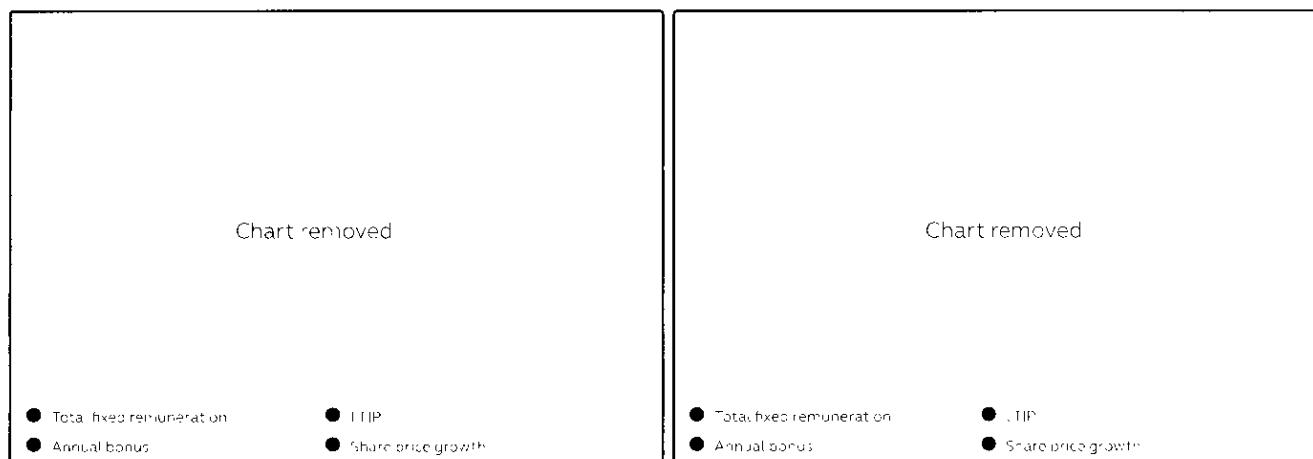 Chart removed
Total fixed remuneration
LTIP
Annual bonus
Share price growth
Chart removed
Total fixed remuneration
LTIP
Annual bonus
Share price growth